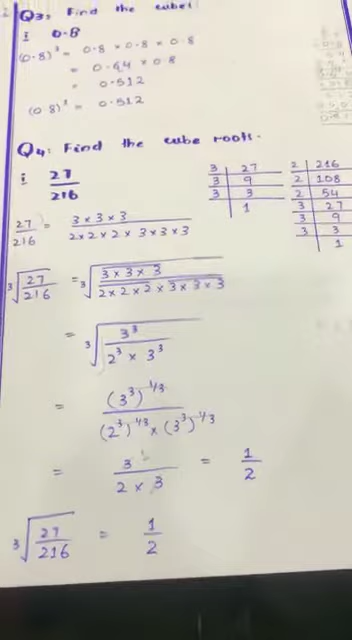 Q3: Find the cubes
i 0.8
(0.8)³ = 0.8 × 0.8 × 0.8
= 0.64 × 0.8
= 0.512
(0.8)³ = 0.512
Q4: Find the cube roots.
i 27/216
3 | 27
3 | 9
3 | 3
1
2 | 216
2 | 108
2 | 54
3 | 27
3 | 9
3 | 3
1
27/216 = 3×3×3 / 2×2×2×3×3×3
³√27/216 = ³√3×3×3 / 2×2×2×3×3×3
= ³√3³ / 2³ × 3³
= (3³)^1/3 / (2³)^1/3 × (3³)^1/3
= 3 / 2 × 3 = 1/2
³√27/216 = 1/2